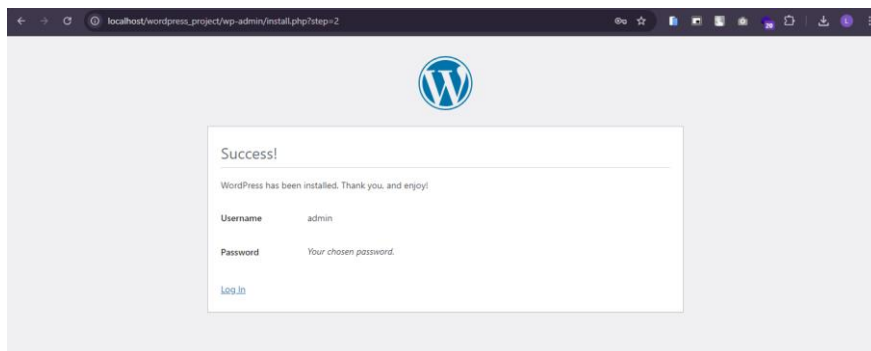 localhost/wordpress_project/wp-admin/install.php?step=2
Success!
WordPress has been installed. Thank you, and enjoy!
Username admin
Password Your chosen password.
Log In